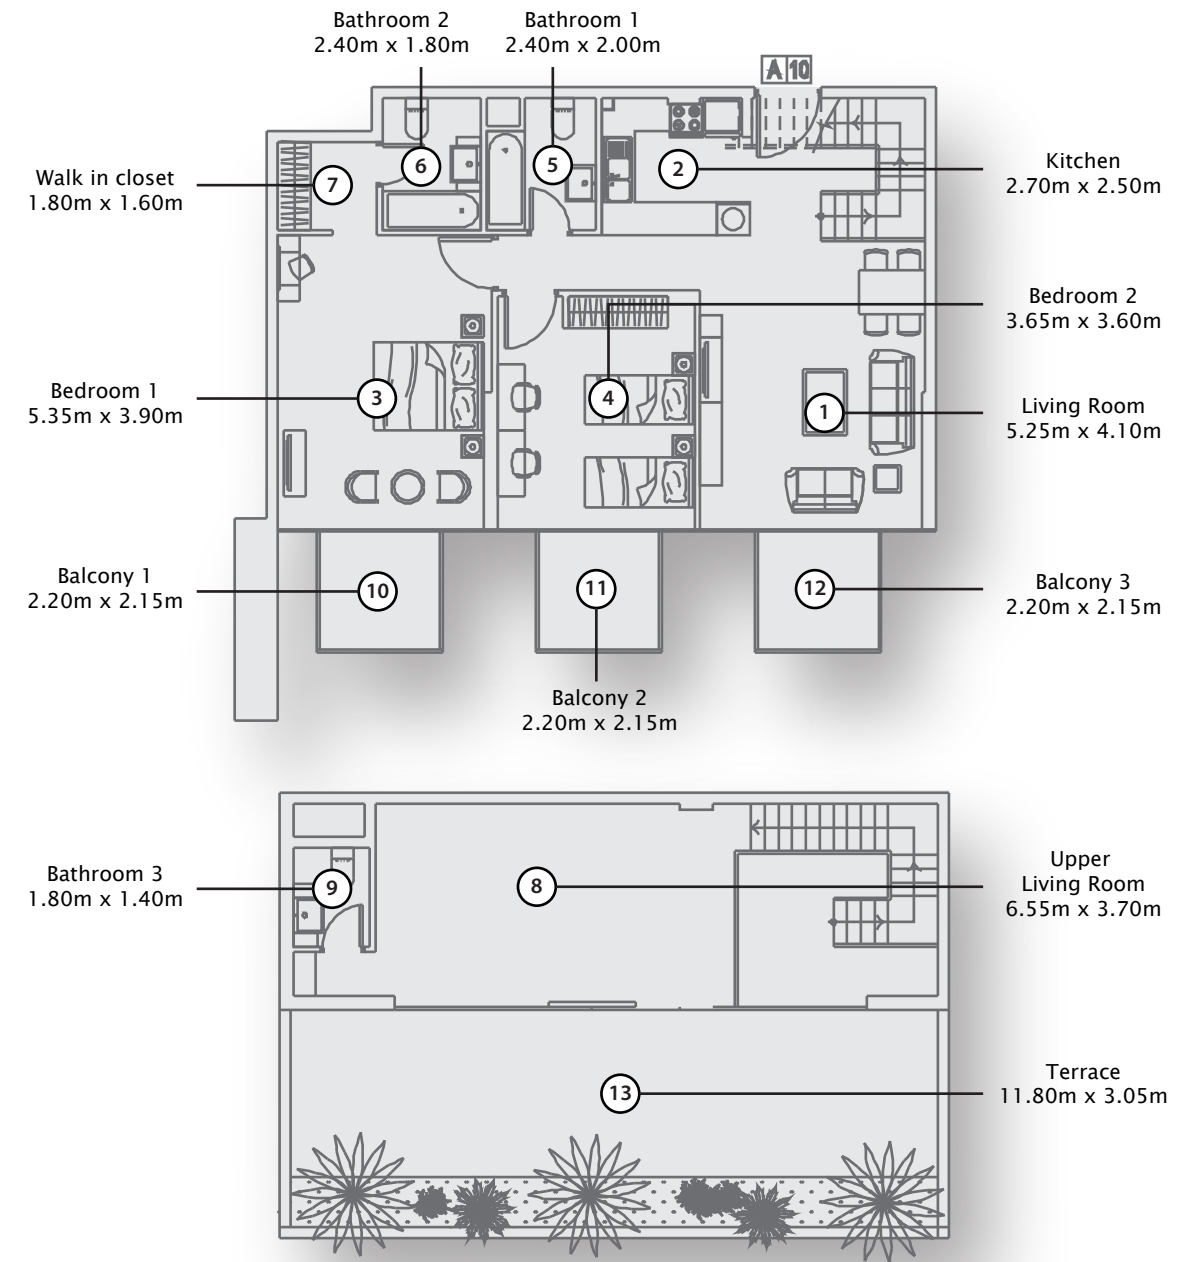 Bathroom 2
2.40m x 1.80m
Bathroom 1
2.40m x 2.00m
A 10
Walk in closet
1.80m x 1.60m
7
6
5
2
Kitchen
2.70m x 2.50m
Bedroom 2
3.65m x 3.60m
Bedroom 1
5.35m x 3.90m
3
4
1
Living Room
5.25m x 4.10m
Balcony 1
2.20m x 2.15m
10
11
12
Balcony 3
2.20m x 2.15m
Balcony 2
2.20m x 2.15m
Bathroom 3
1.80m x 1.40m
9
8
Upper
Living Room
6.55m x 3.70m
13
Terrace
11.80m x 3.05m